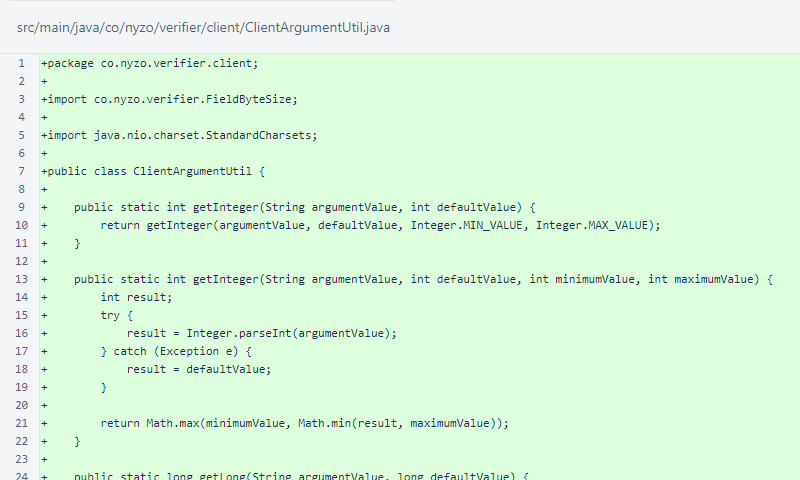 src/main/java/co/nyzo/verifier/client/ClientArgumentUtil.java
1 +package co.nyzo.verifier.client;
2 +
3 +import co.nyzo.verifier.FieldByteSize;
4 +
5 +import java.nio.charset.StandardCharsets;
6 +
7 +public class ClientArgumentUtil {
8 +
9 +    public static int getInteger(String argumentValue, int defaultValue) {
10 +        return getInteger(argumentValue, defaultValue, Integer.MIN_VALUE, Integer.MAX_VALUE);
11 +    }
12 +
13 +    public static int getInteger(String argumentValue, int defaultValue, int minimumValue, int maximumValue) {
14 +        int result;
15 +        try {
16 +            result = Integer.parseInt(argumentValue);
17 +        } catch (Exception e) {
18 +            result = defaultValue;
19 +        }
20 +
21 +        return Math.max(minimumValue, Math.min(result, maximumValue));
22 +    }
23 +
24 +    public static long getLong(String argumentValue, long defaultValue) {